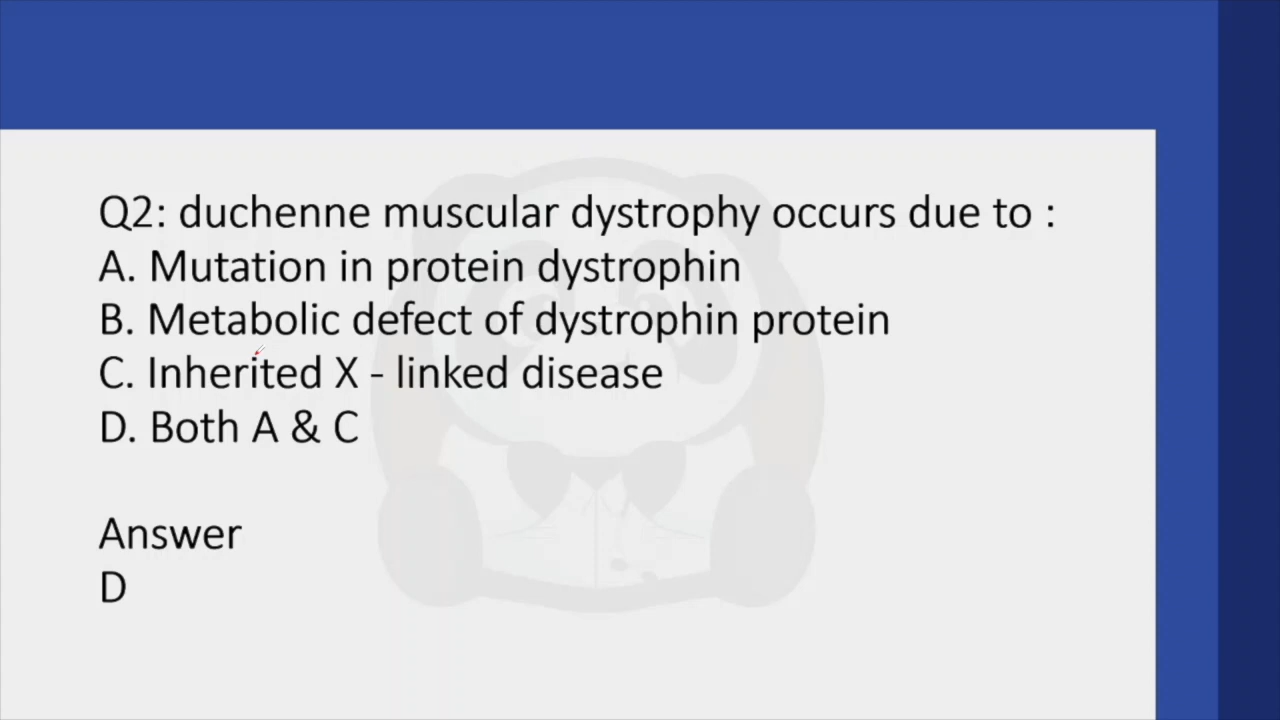 Q2: duchenne muscular dystrophy occurs due to :
A. Mutation in protein dystrophin
B. Metabolic defect of dystrophin protein
C. Inherited X - linked disease
D. Both A & C
Answer
D